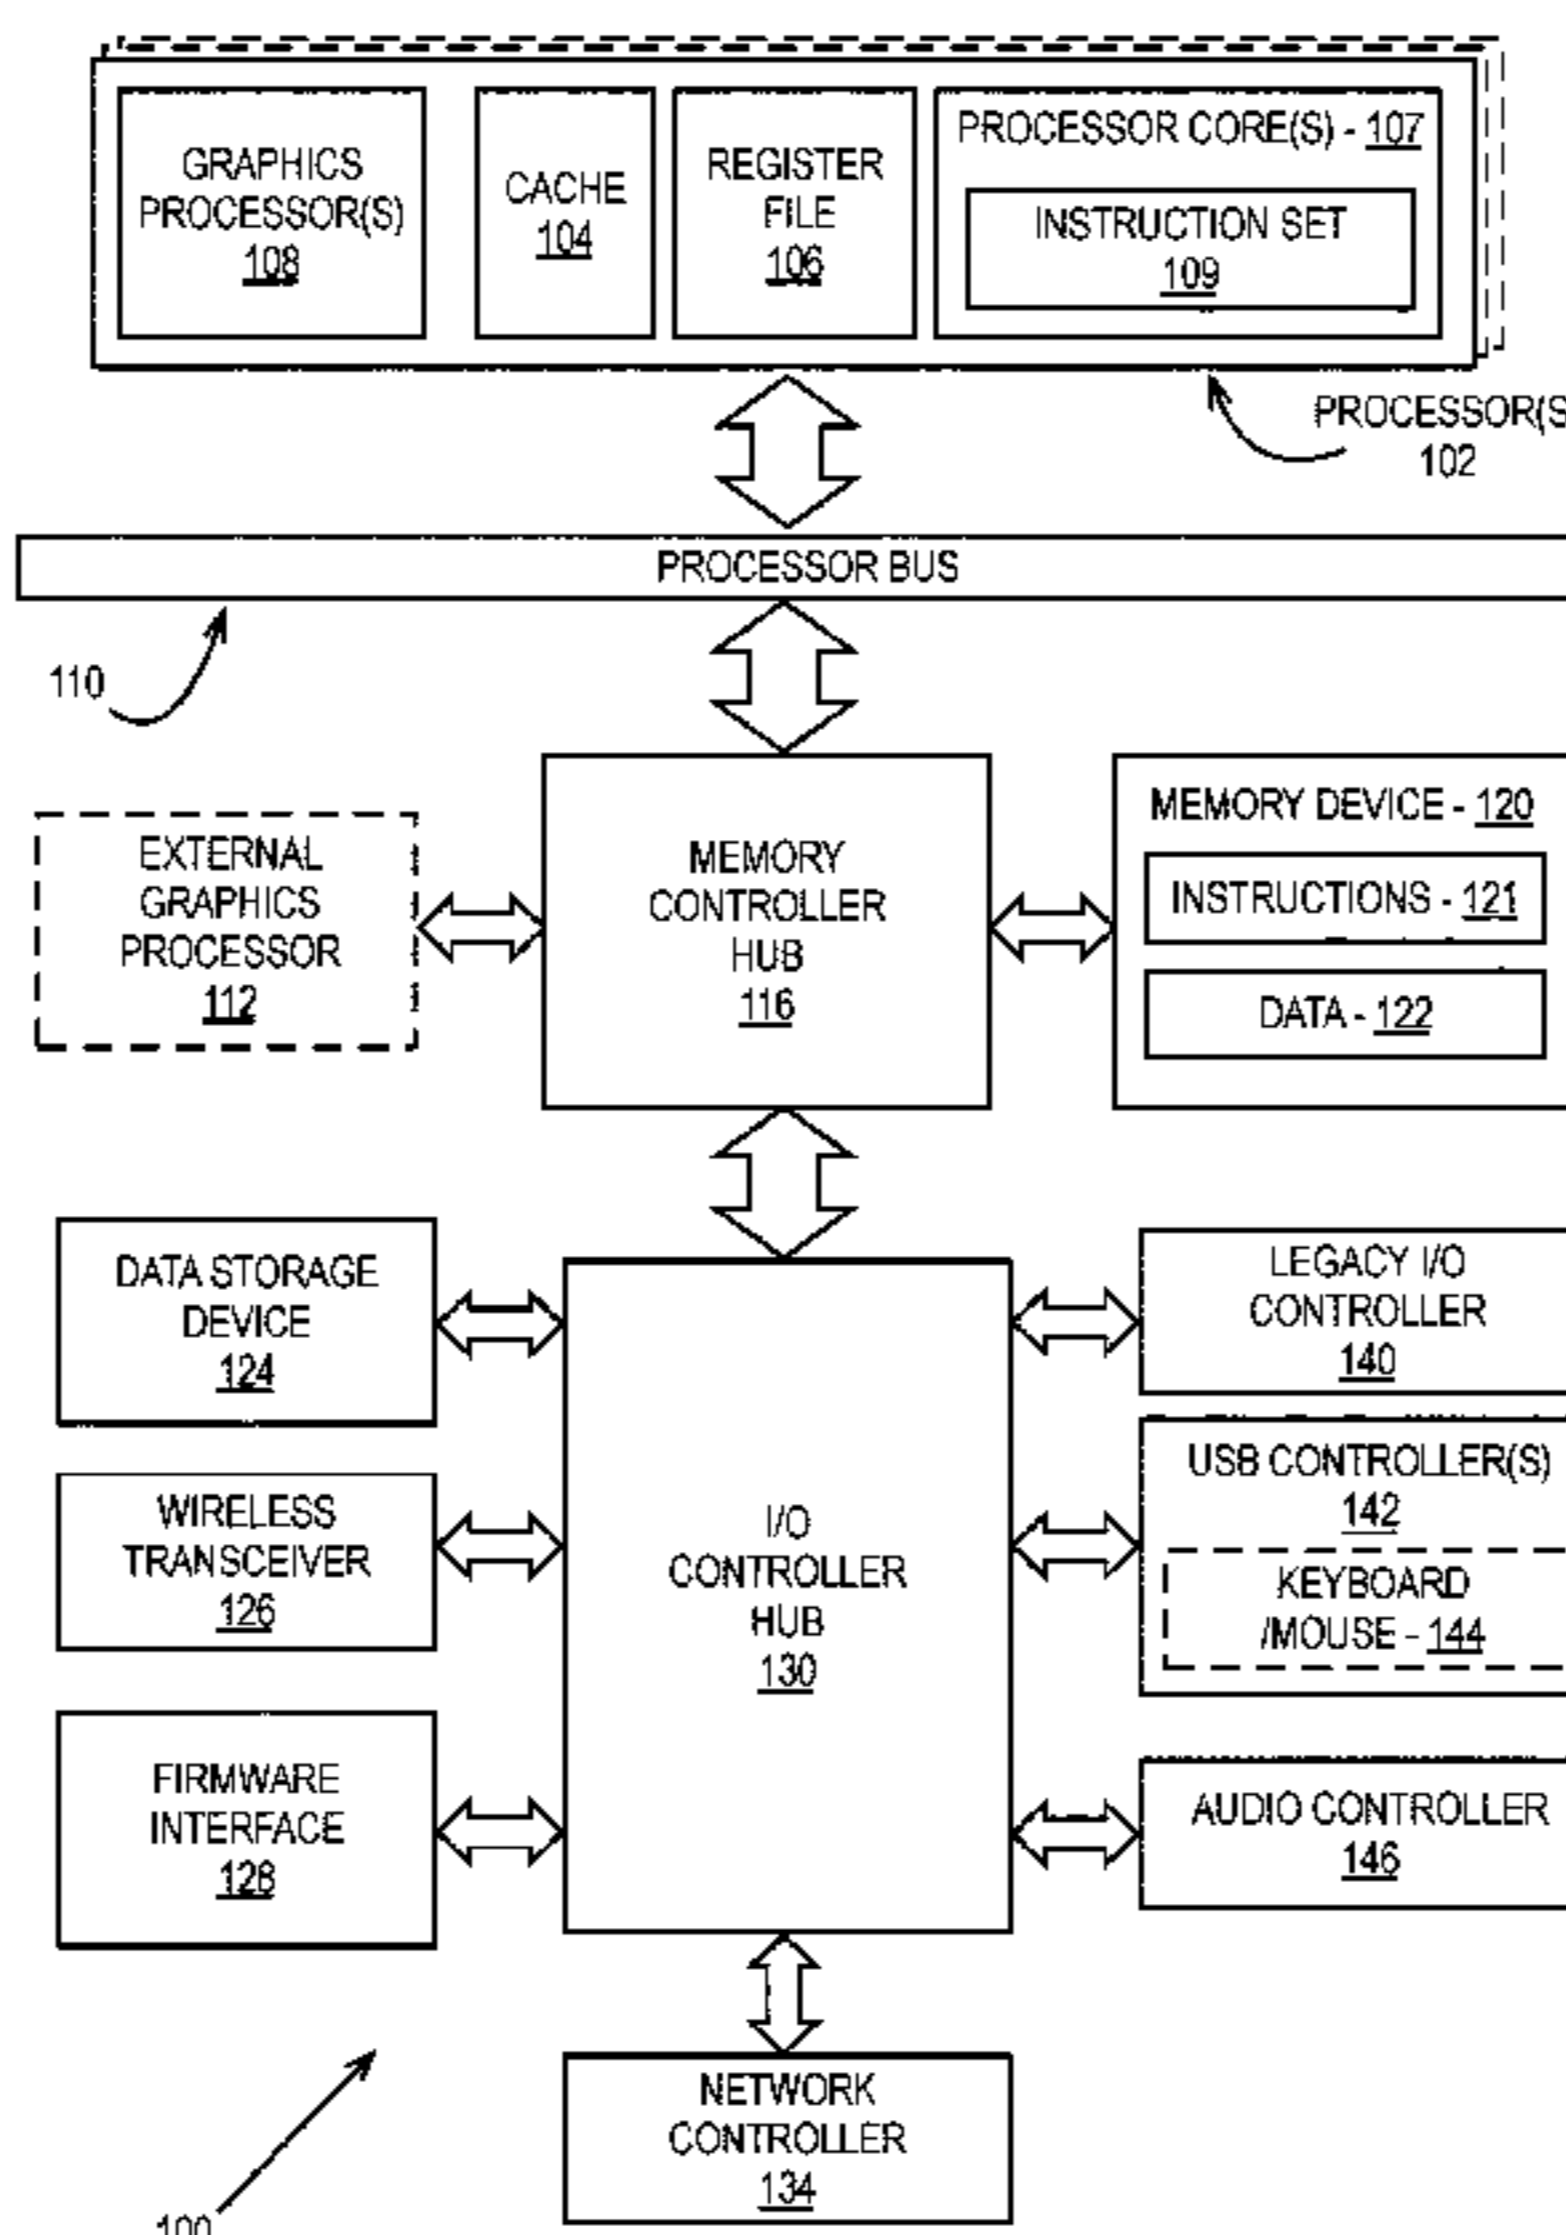 GRAPHICS
PROCESSOR(S)
108
CACHE
104
REGISTER
FILE
106
PROCESSOR CORE(S) - 107
INSTRUCTION SET
109
PROCESSOR(S
102
PROCESSOR BUS
110
EXTERNAL
GRAPHICS
PROCESSOR
112
MEMORY
CONTROLLER
HUB
116
MEMORY DEVICE - 120
INSTRUCTIONS - 121
DATA - 122
DATA STORAGE
DEVICE
124
WIRELESS
TRANSCEIVER
126
FIRMWARE
INTERFACE
128
I/O
CONTROLLER
HUB
130
LEGACY I/O
CONTROLLER
140
USB CONTROLLER(S)
142
KEYBOARD
/MOUSE - 144
AUDIO CONTROLLER
146
NETWORK
CONTROLLER
134
100